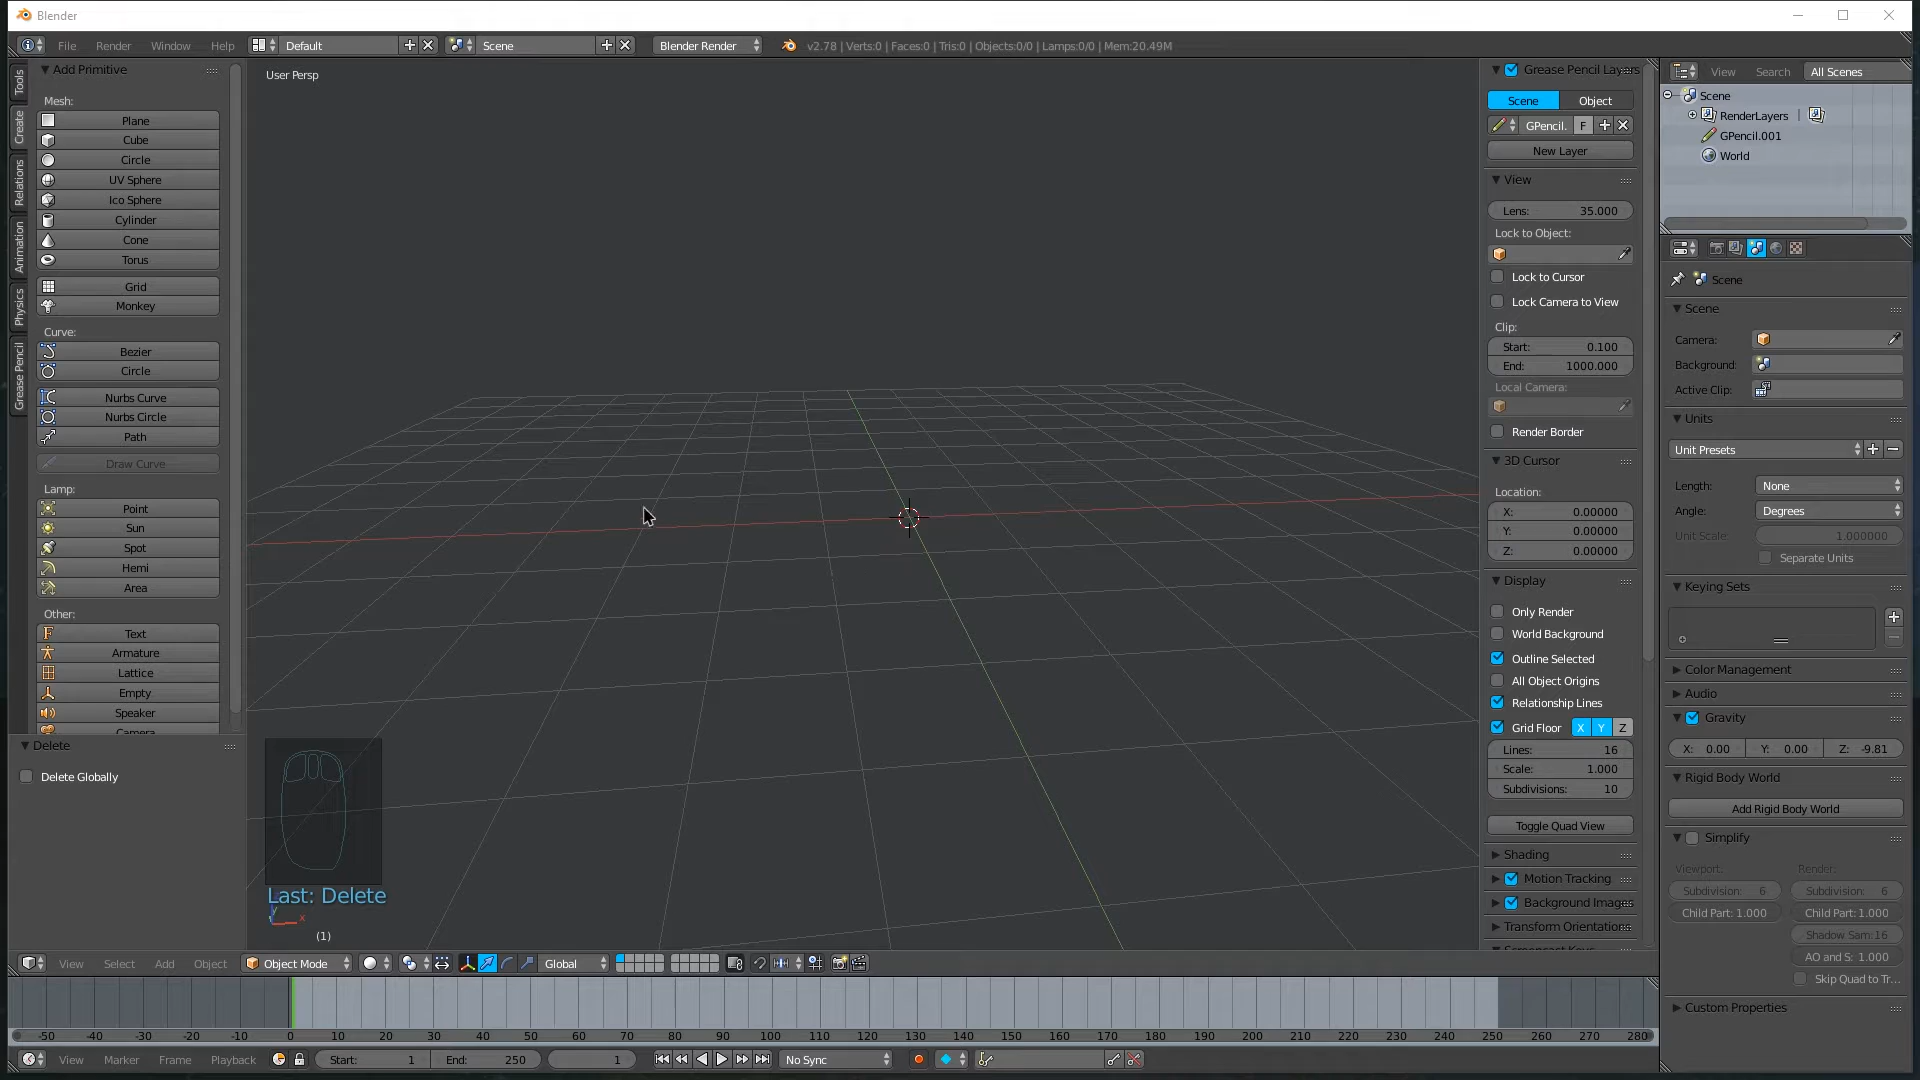 Blender
File Render Window Help Default Scene Blender Render v2.78 | Verts:0 | Faces:0 | Tris:0 | Objects:0/0 | Lamps:0/0 | Mem:20.49M
Tools
Create
Relations
Animation
Physics
Grease Pencil
Add Primitive
Mesh:
Plane
Cube
Circle
UV Sphere
Ico Sphere
Cylinder
Cone
Torus
Grid
Monkey
Curve:
Bezier
Circle
Nurbs Curve
Nurbs Circle
Path
Draw Curve
Lamp:
Point
Sun
Spot
Hemi
Area
Other:
Text
Armature
Lattice
Empty
Speaker
Camera
Delete
Delete Globally
User Persp
Last: Delete
y x
(1)
Grease Pencil Layers
Scene Object
GPencil. F
New Layer
View
Lens: 35.000
Lock to Object:
Lock to Cursor
Lock Camera to View
Clip:
Start: 0.100
End: 1000.000
Local Camera:
Render Border
3D Cursor
Location:
X: 0.00000
Y: 0.00000
Z: 0.00000
Display
Only Render
World Background
Outline Selected
All Object Origins
Relationship Lines
Grid Floor X Y Z
Lines: 16
Scale: 1.000
Subdivisions: 10
Toggle Quad View
Shading
Motion Tracking
Background Images
Transform Orientations
Screencast Keys
View Search All Scenes
Scene
RenderLayers |
GPencil.001
World
Scene
Scene
Camera:
Background:
Active Clip:
Units
Unit Presets
Length: None
Angle: Degrees
Unit Scale: 1.000000
Separate Units
Keying Sets
Color Management
Audio
Gravity
X: 0.00 Y: 0.00 Z: -9.81
Rigid Body World
Add Rigid Body World
Simplify
Viewport: Render:
Subdivision: 6 Subdivision: 6
Child Part: 1.000 Child Part: 1.000
Shadow Sam:16
AO and S: 1.000
Skip Quad to Tr...
Custom Properties
View Select Add Object Object Mode Global
-50 -40 -30 -20 -10 0 10 20 30 40 50 60 70 80 90 100 110 120 130 140 150 160 170 180 190 200 210 220 230 240 250 260 270 280
View Marker Frame Playback Start: 1 End: 250 1 No Sync